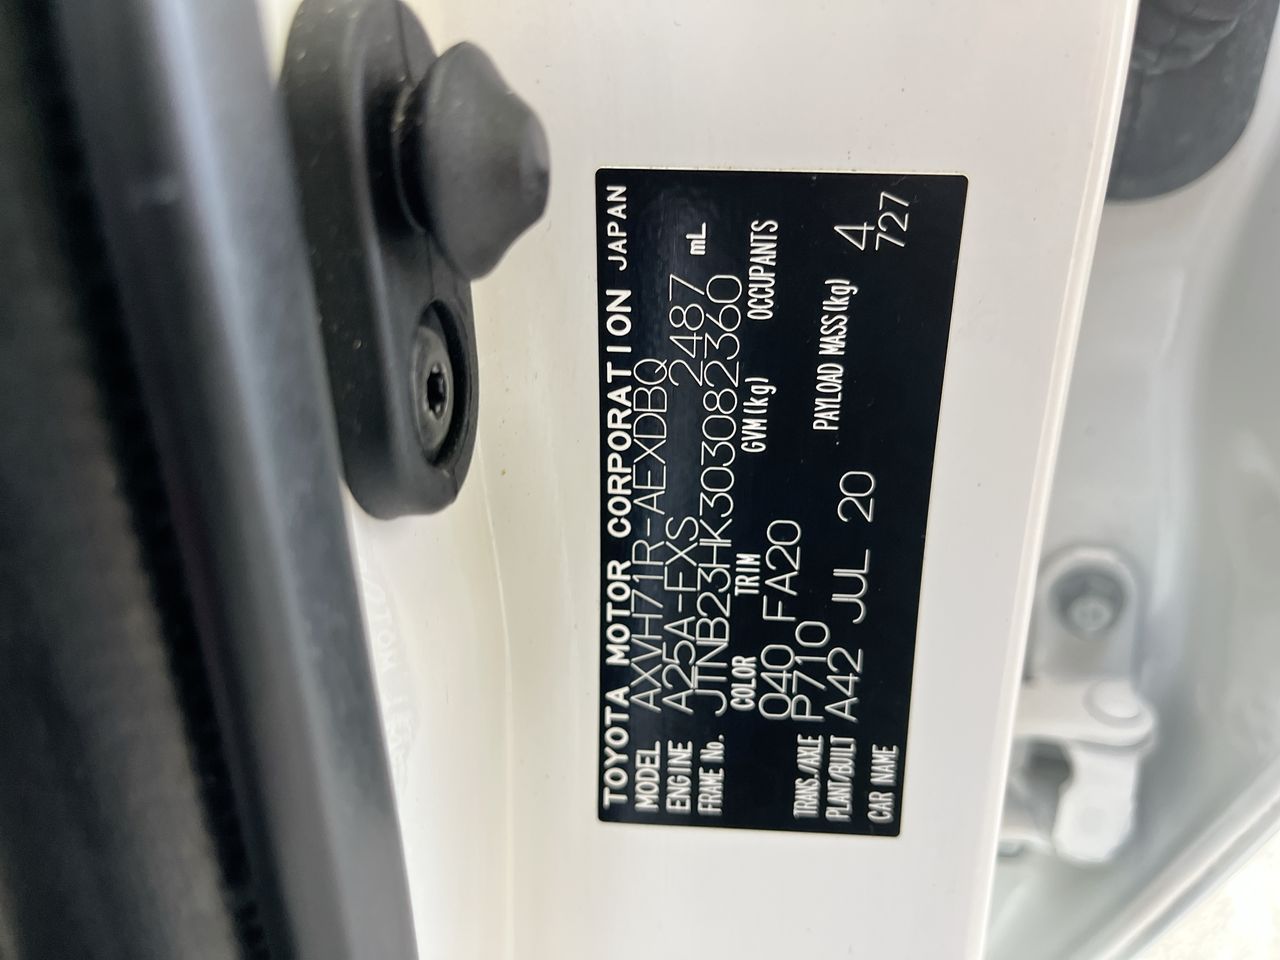 TOYOTA MOTOR CORPORATION JAPAN
MODEL AXVH71R-AEXDBQ
ENGINE A25A-FXS 2487 mL
FRAME No. JTNB23HK303082360
COLOR TRIM GVM(kg) OCCUPANTS
040 FA20
TRANS./AXLE P710 PAYLOAD MASS(kg) 4
PLANT/BUILT A42 JUL 20 727
CAR NAME